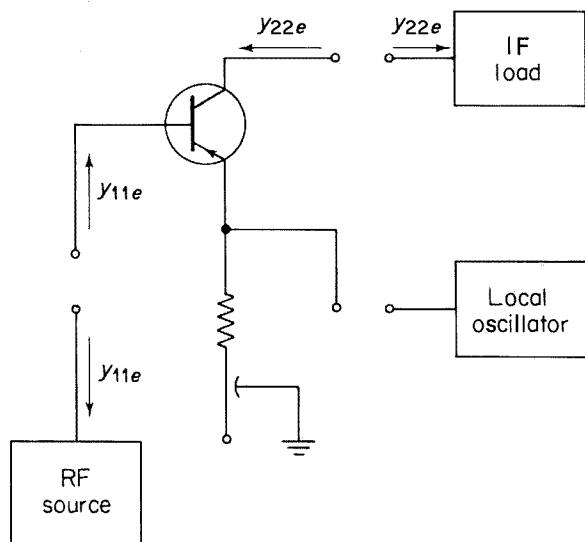 y22e
y22e
IF
load
y11e
Local
oscillator
y11e
RF
source